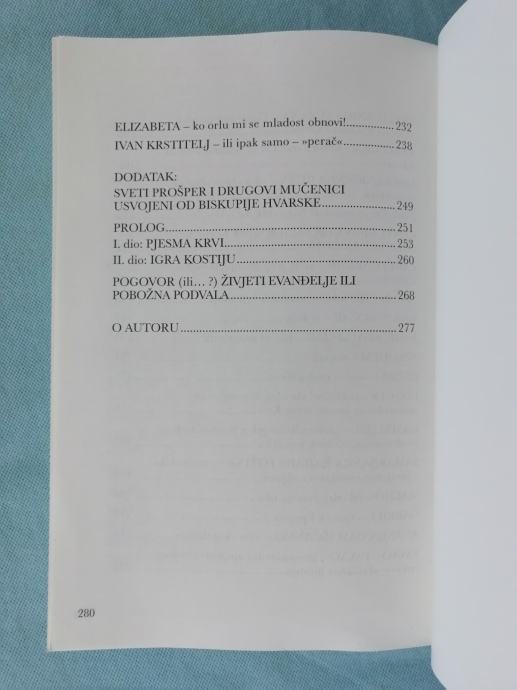 ELIZABETA – ko orlu mi se mladost obnovi!................232
IVAN KRSTITELJ – ili ipak samo – »perač«.................238
DODATAK:
SVETI PROŠPER I DRUGOVI MUČENICI
USVOJENI OD BISKUPIJE HVARSKE.........................249
PROLOG.............................................................................251
I. dio: PJESMA KRVI..........................................................253
II. dio: IGRA KOSTIJU......................................................260
POGOVOR (ili… ?) ŽIVJETI EVANĐELJE ILI
POBOŽNA PODVALA........................................................268
O AUTORU.........................................................................277
280